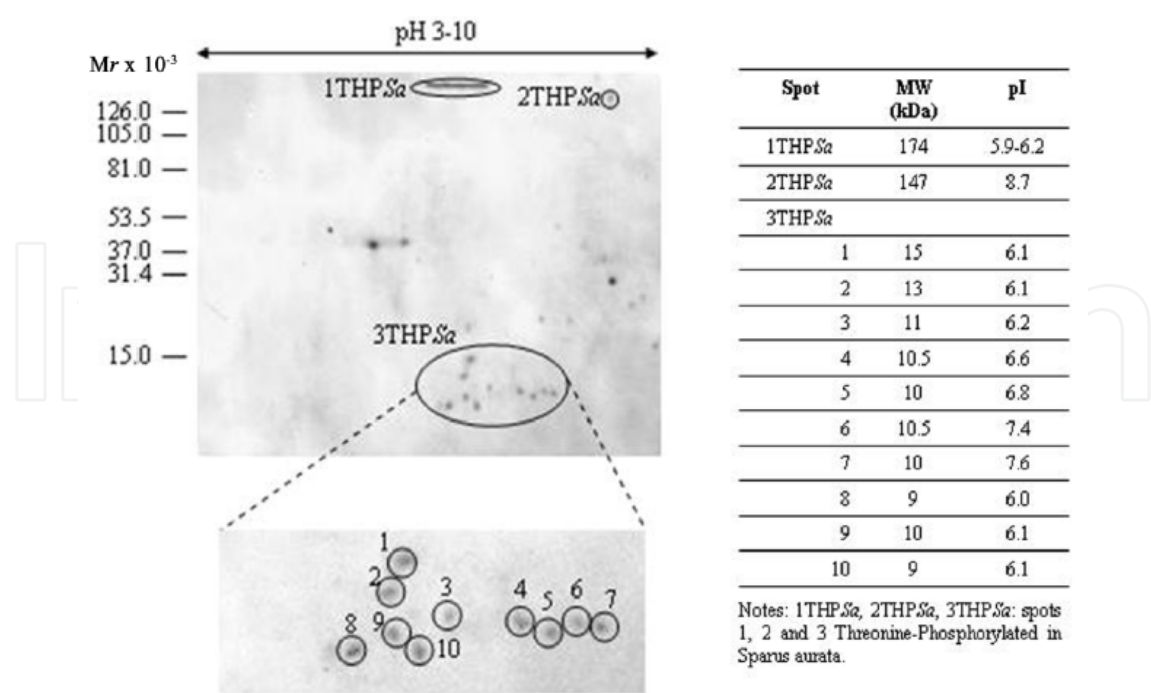 pH 3-10
Mr x 10-3
1THPSa
2THPSa
126.0
105.0
81.0
53.5
37.0
31.4
3THPSa
15.0
1
2
3
4
5
6
7
8
9
10
Spot MW (kDa) pI
1THPSa 174 5.9-6.2
2THPSa 147 8.7
3THPSa
1 15 6.1
2 13 6.1
3 11 6.2
4 10.5 6.6
5 10 6.8
6 10.5 7.4
7 10 7.6
8 9 6.0
9 10 6.1
10 9 6.1
Notes: 1THPSa, 2THPSa, 3THPSa: spots
1, 2 and 3 Threonine-Phosphorylated in
Sparus aurata.